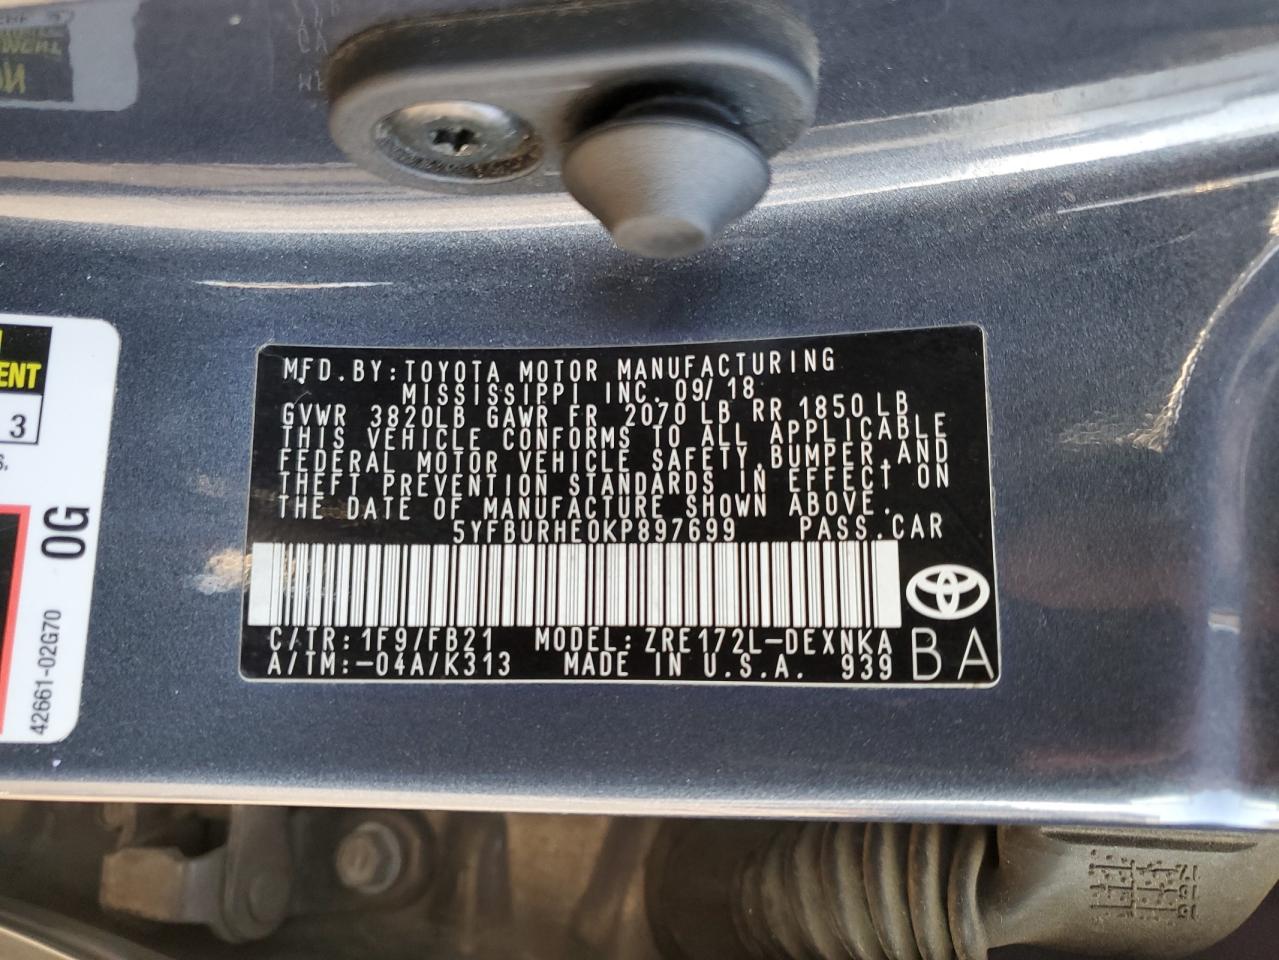 MFD.BY:TOYOTA MOTOR MANUFACTURING
MISSISSIPPI INC. 09/18
GVWR 3820LB GAWR FR 2070 LB RR 1850 LB
THIS VEHICLE CONFORMS TO ALL APPLICABLE
FEDERAL MOTOR VEHICLE SAFETY,BUMPER,AND
THEFT PREVENTION STANDARDS IN EFFECT ON
THE DATE OF MANUFACTURE SHOWN ABOVE.
5YFBURHE0KP897699 PASS.CAR
C/TR:1F9/FB21 MODEL:ZRE172L-DEXNKA
A/TM:-04A/K313 MADE IN U.S.A. 939
BA
ENT
3
0G
42661-02G70